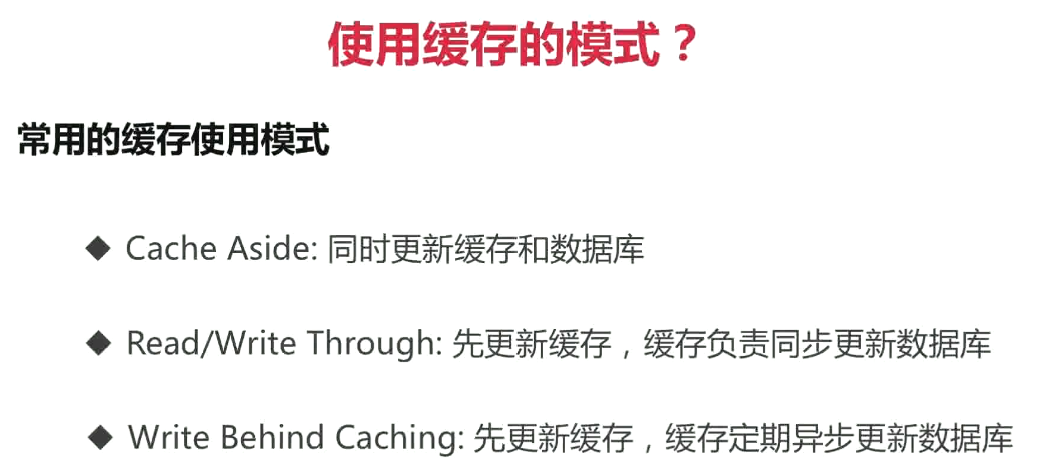 使用缓存的模式？
常用的缓存使用模式
◆ Cache Aside: 同时更新缓存和数据库
◆ Read/Write Through: 先更新缓存，缓存负责同步更新数据库
◆ Write Behind Caching: 先更新缓存，缓存定期异步更新数据库